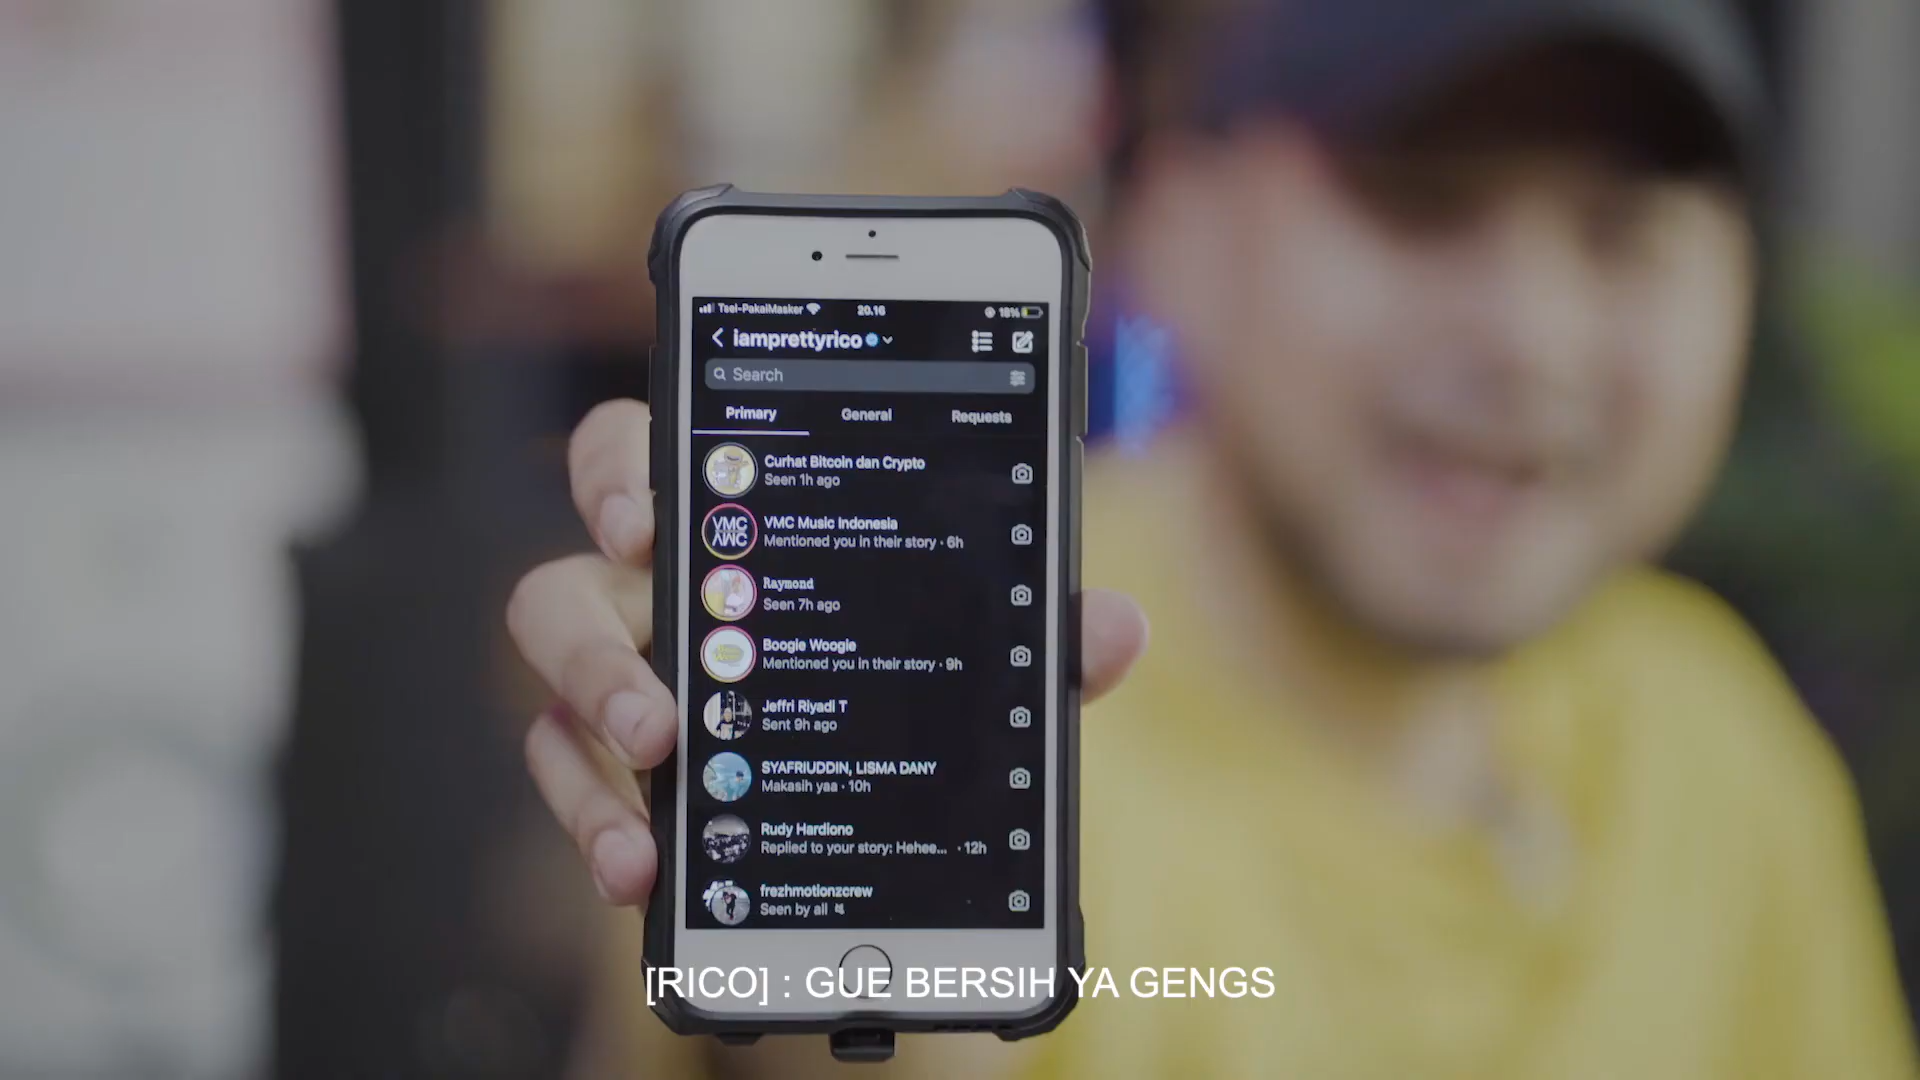 Tsel-PakaiMasker 20.16 18%
iamprettyrico
Search
Primary General Requests
Curhat Bitcoin dan Crypto
Seen 1h ago
VMC
VMC
VMC Music Indonesia
Mentioned you in their story · 6h
Raymond
Seen 7h ago
Boogie Woogie
Mentioned you in their story · 9h
Jeffri Riyadi T
Sent 9h ago
SYAFRIUDDIN, LISMA DANY
Makasih yaa · 10h
Rudy Hardiono
Replied to your story: Hehee... · 12h
frezhmotionzcrew
Seen by all
[RICO] : GUE BERSIH YA GENGS